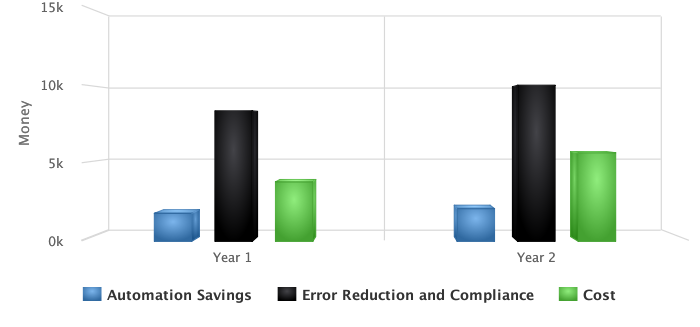 15k
10k
5k
0k
Money
Year 1
Year 2
Automation Savings
Error Reduction and Compliance
Cost